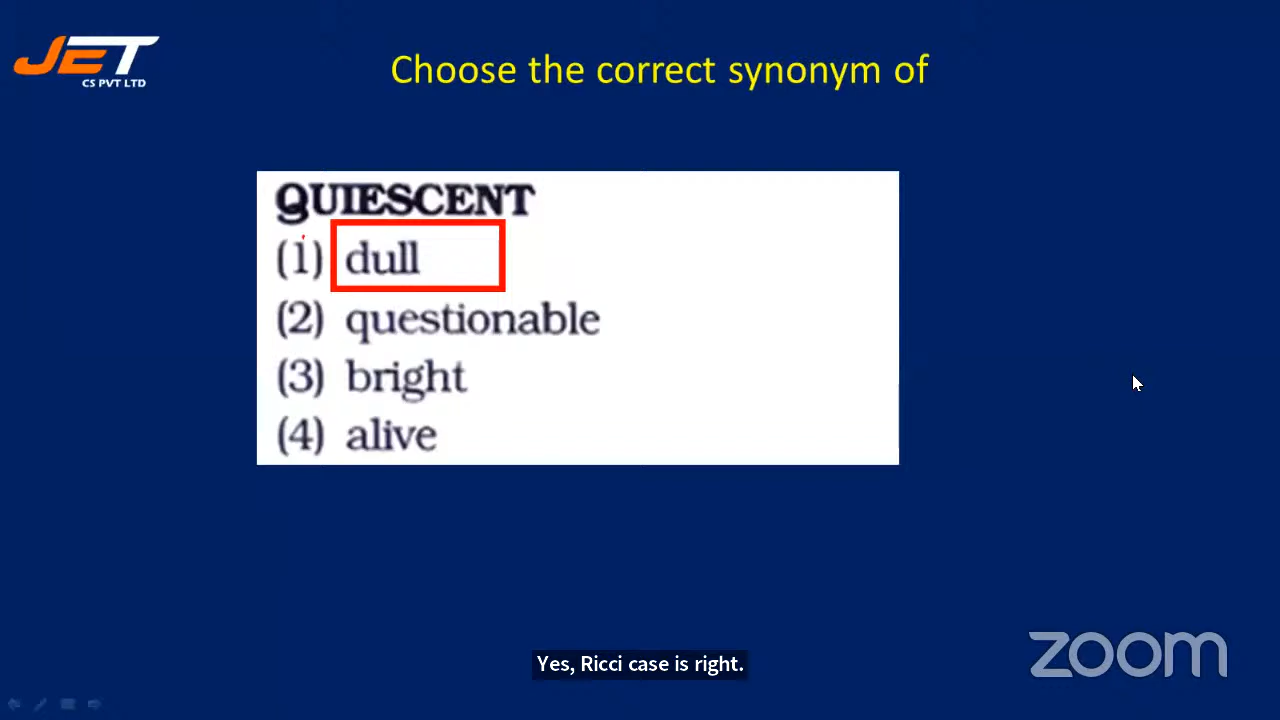 JET
CS PVT LTD
Choose the correct synonym of
QUIESCENT
(1) dull
(2) questionable
(3) bright
(4) alive
Yes, Ricci case is right.
zoom